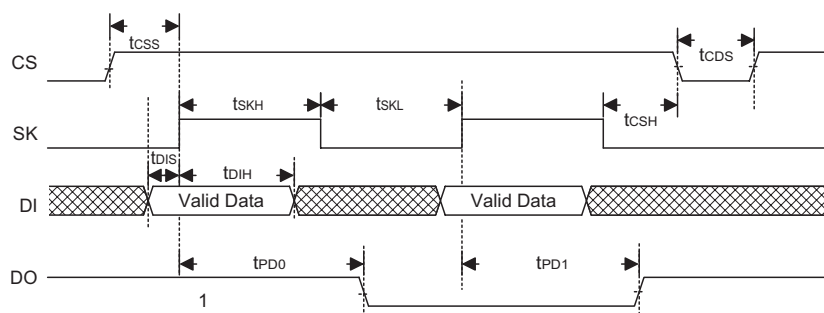 tCSS
tCDS
CS
tSKH
tSKL
tCSH
SK
tDIS
tDIH
DI
Valid Data
Valid Data
tPD0
tPD1
DO
1